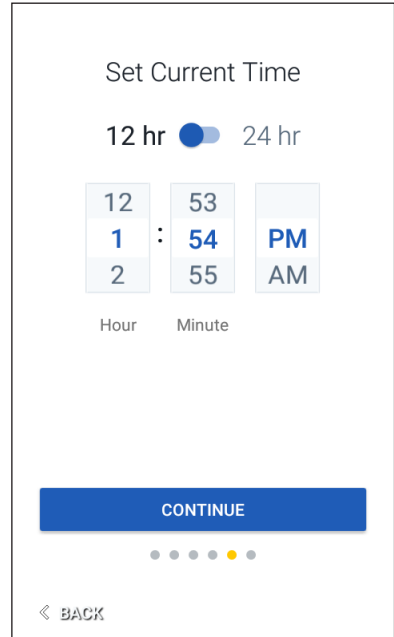 Set Current Time
12 hr 24 hr
12 53
1 : 54 PM
2 55 AM
Hour Minute
CONTINUE
BACK